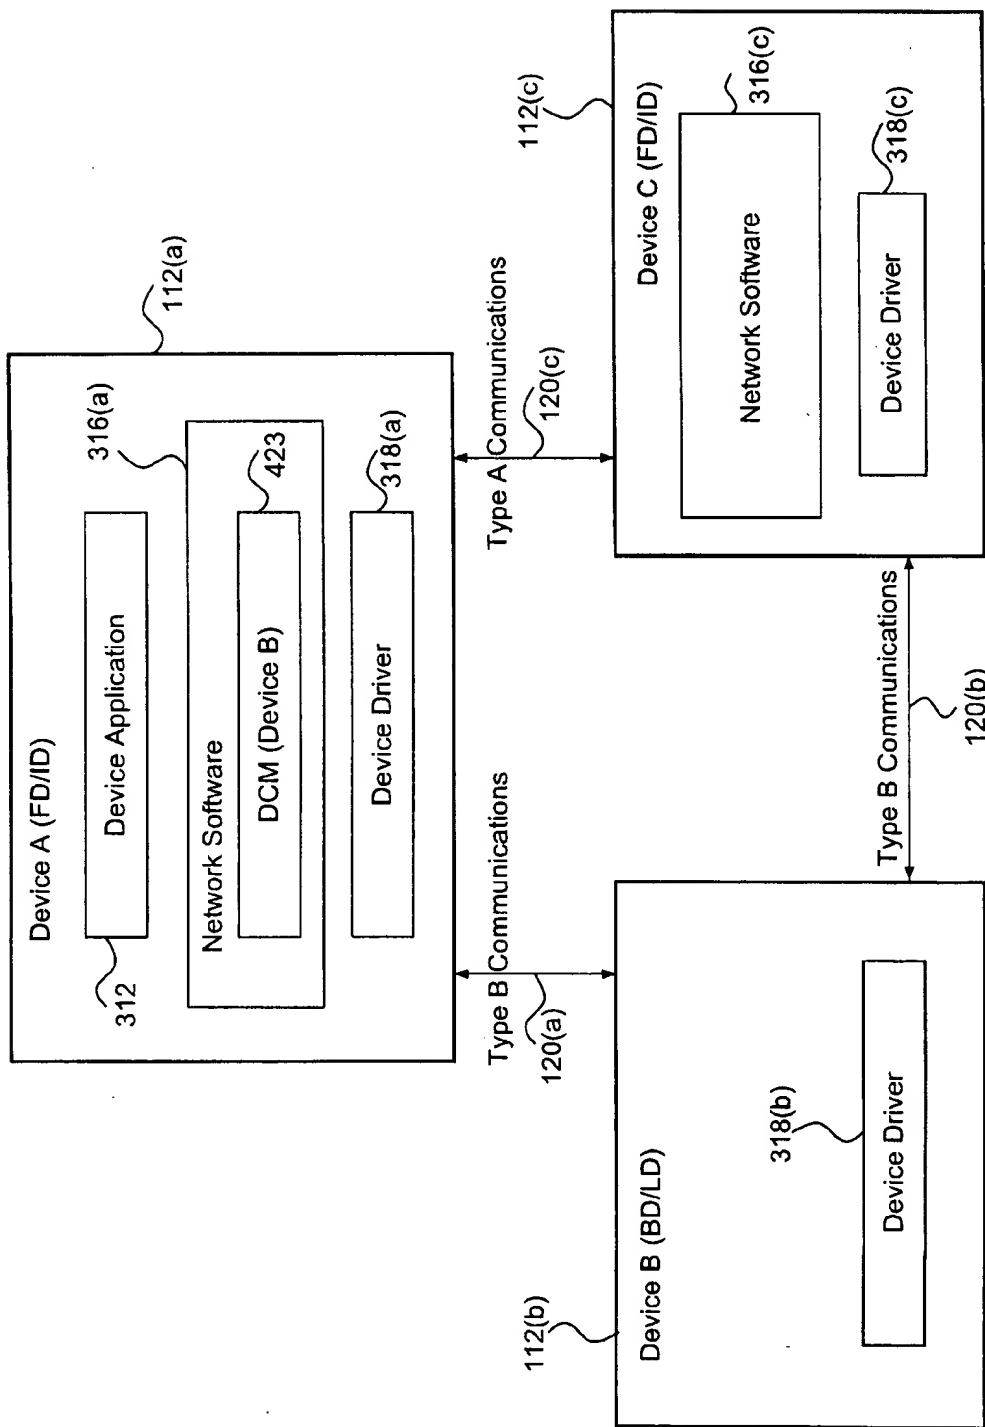 112(a)
Device A (FD/ID)
312
Device Application
316(a)
Network Software
423
DCM (Device B)
318(a)
Device Driver
Type B Communications
120(a)
Type A Communications
120(c)
112(b)
Device B (BD/LD)
318(b)
Device Driver
Type B Communications
120(b)
112(c)
Device C (FD/ID)
316(c)
Network Software
318(c)
Device Driver